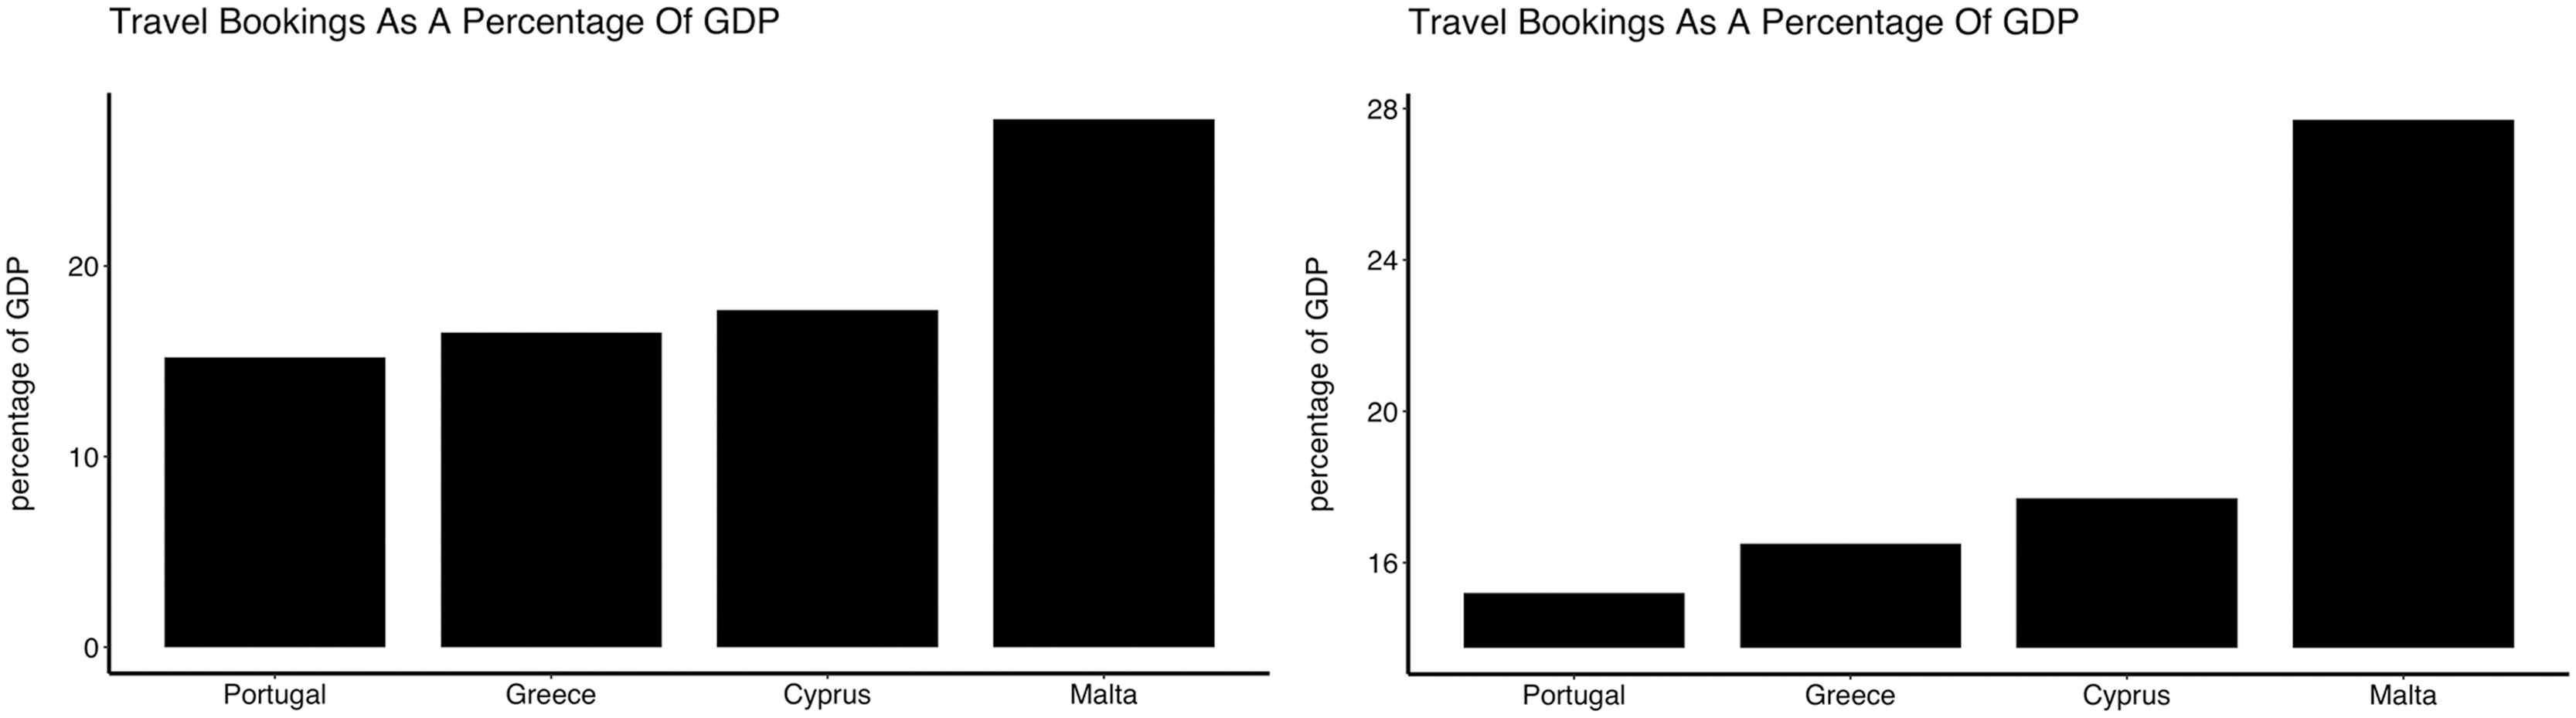 Travel Bookings As A Percentage Of GDP
percentage of GDP
20
10
0
Portugal Greece Cyprus Malta
Travel Bookings As A Percentage Of GDP
percentage of GDP
28
24
20
16
Portugal Greece Cyprus Malta